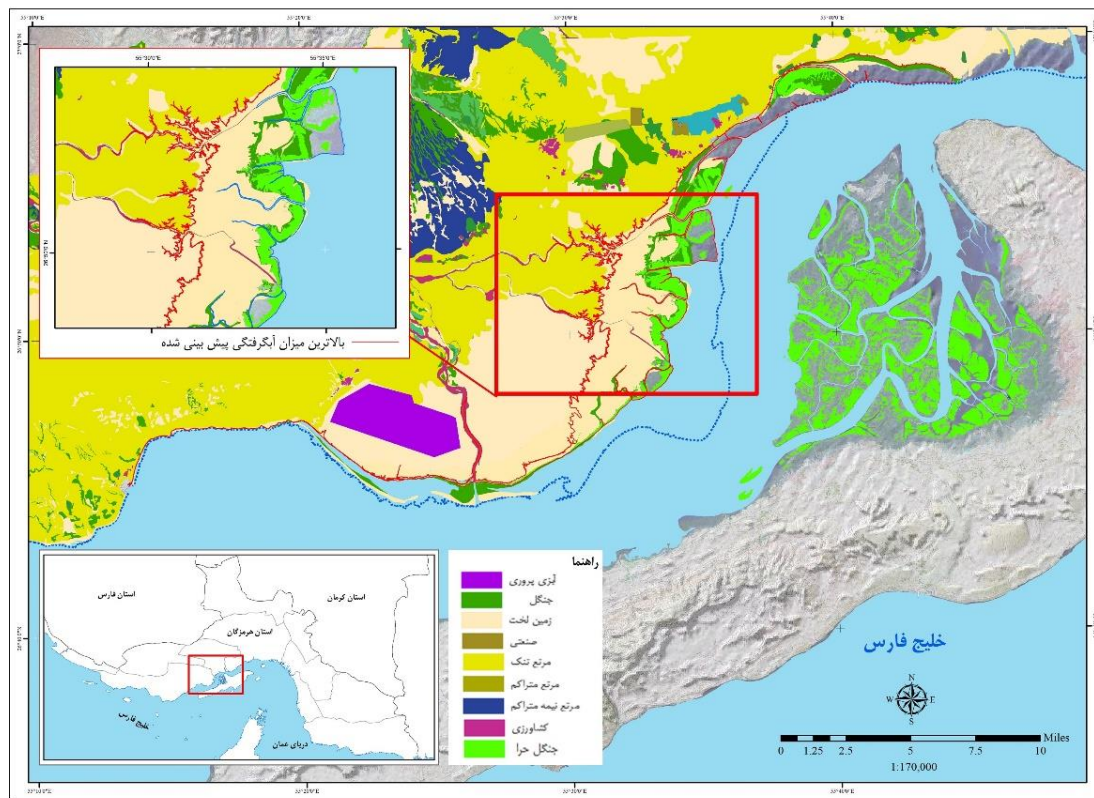 بالاترین میزان آبگرفتگی پیش بینی شده
راهنما
آبزی پروری
جنگل
زمین لخت
صنعتی
مرتع تنک
مرتع متراکم
مرتع نیمه متراکم
کشاورزی
جنگل حرا
استان فارس
استان کرمان
استان هرمزگان
خلیج فارس
دریای عمان
خلیج فارس
N
W
E
S
Miles
0 1.25 2.5 5 7.5 10
1:170,000